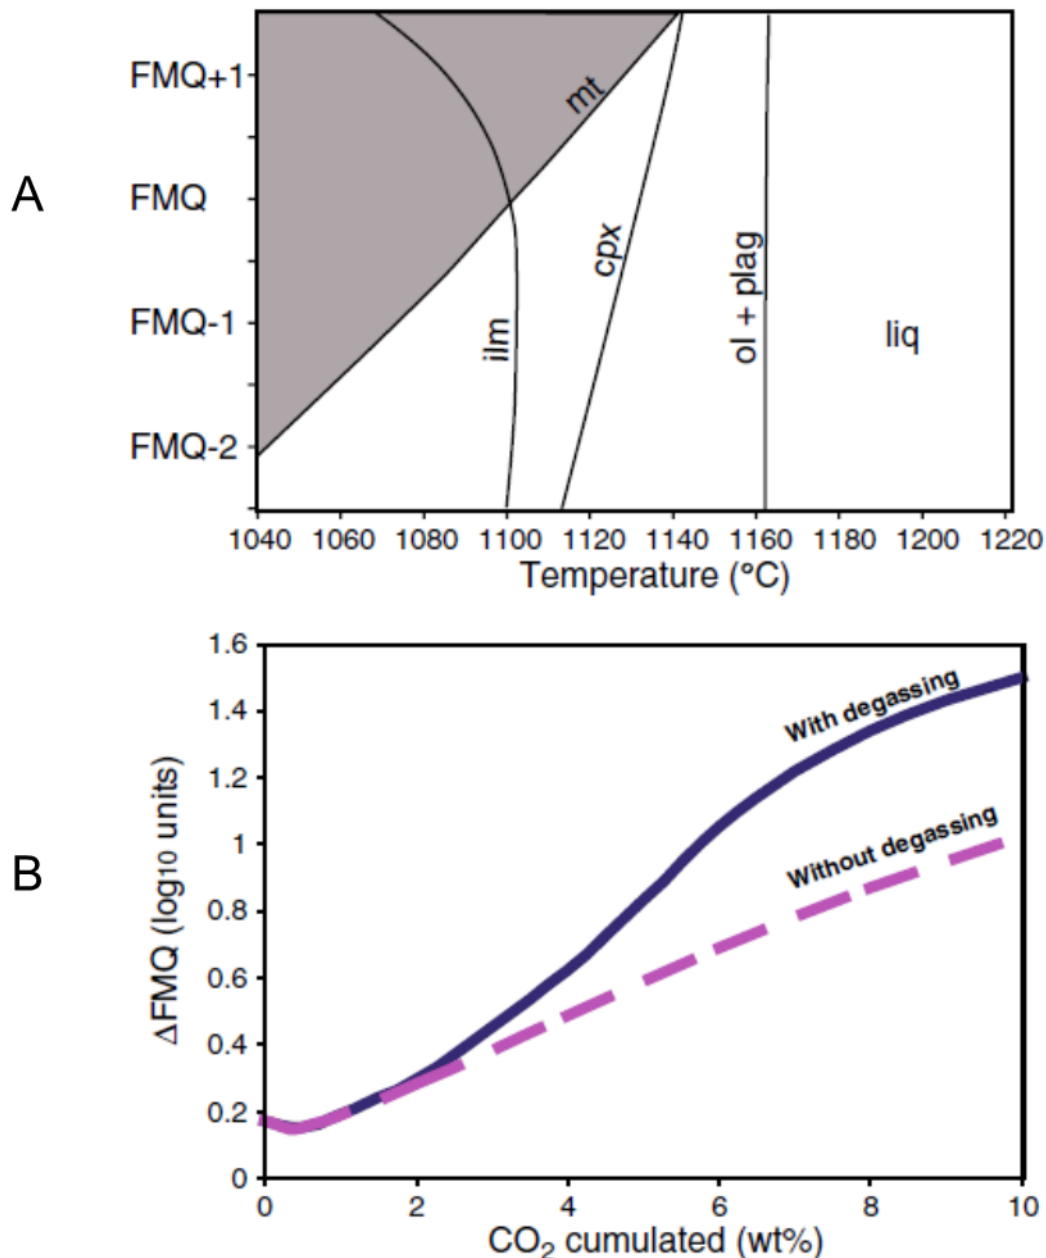 A
FMQ+1
FMQ
FMQ-1
FMQ-2
mt
cpx
ilm
ol + plag
liq
1040 1060 1080 1100 1120 1140 1160 1180 1200 1220
Temperature (°C)
B
ΔFMQ (log10 units)
1.6
1.4
1.2
1
0.8
0.6
0.4
0.2
0
With degassing
Without degassing
0 2 4 6 8 10
CO₂ cumulated (wt%)